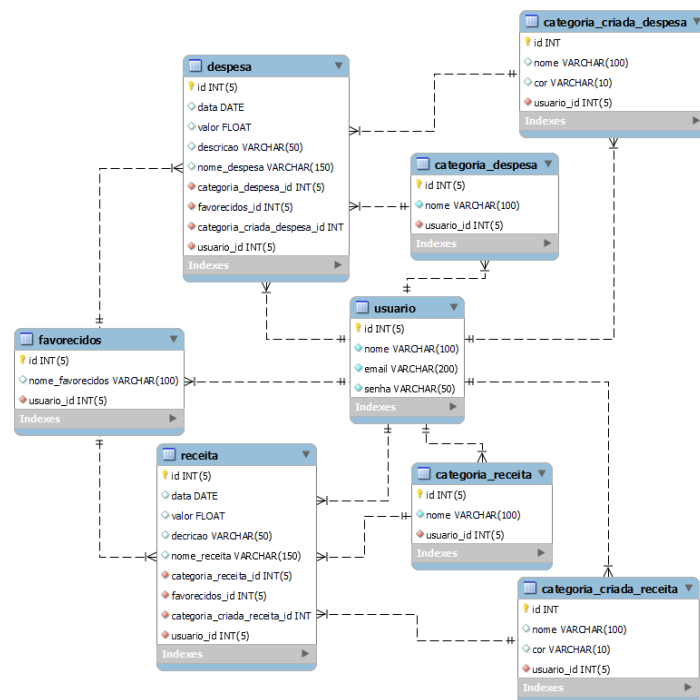 categoria_criada_despesa
id INT
nome VARCHAR(100)
cor VARCHAR(10)
usuario_id INT(5)
Indexes
despesa
id INT(5)
data DATE
valor FLOAT
descricao VARCHAR(50)
nome_despesa VARCHAR(150)
categoria_despesa_id INT(5)
favorecidos_id INT(5)
categoria_criada_despesa_id INT
usuario_id INT(5)
Indexes
categoria_despesa
id INT(5)
nome VARCHAR(100)
usuario_id INT(5)
Indexes
usuario
id INT(5)
nome VARCHAR(100)
email VARCHAR(200)
senha VARCHAR(50)
Indexes
favorecidos
id INT(5)
nome_favorecidos VARCHAR(100)
usuario_id INT(5)
Indexes
receita
id INT(5)
data DATE
valor FLOAT
decricao VARCHAR(50)
nome_receita VARCHAR(150)
categoria_receita_id INT(5)
favorecidos_id INT(5)
categoria_criada_receita_id INT
usuario_id INT(5)
Indexes
categoria_receita
id INT(5)
nome VARCHAR(100)
usuario_id INT(5)
Indexes
categoria_criada_receita
id INT
nome VARCHAR(100)
cor VARCHAR(10)
usuario_id INT(5)
Indexes